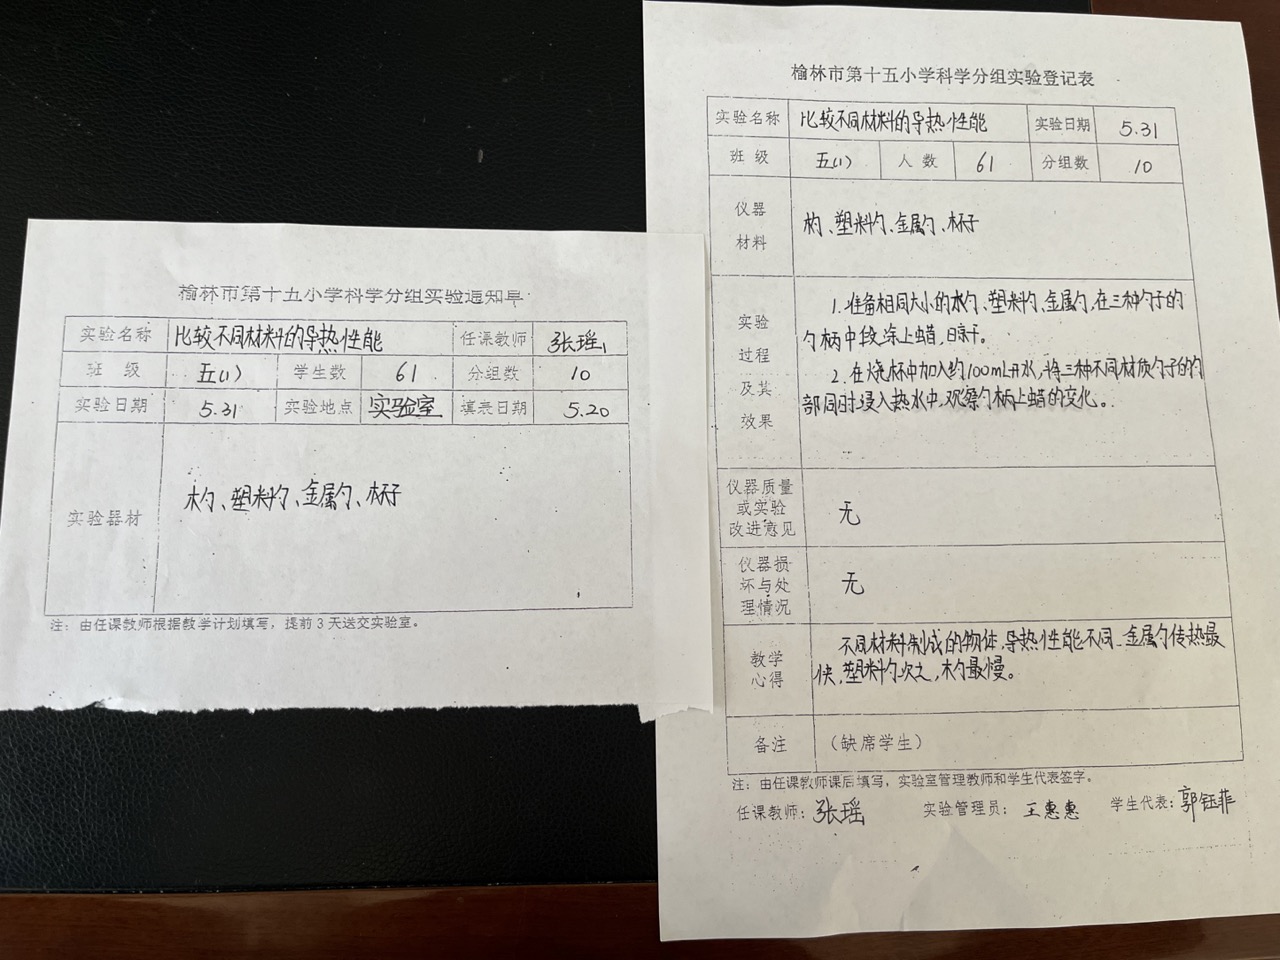 榆林市第十五小学科学分组实验通知单
实验名称 比较不同材料的导热性能 任课教师 张瑶
班 级 五(1) 学生数 61 分组数 10
实验日期 5.31 实验地点 实验室 填表日期 5.20
实验器材 木勺、塑料勺、金属勺、杯子
注：由任课教师根据教学计划填写，提前3天送交实验室。
榆林市第十五小学科学分组实验登记表
实验名称 比较不同材料的导热性能 实验日期 5.31
班 级 五(1) 人 数 61 分组数 10
仪器
材料
木勺、塑料勺、金属勺、杯子
实验
过程
及其
效果
1.准备相同大小的木勺、塑料勺、金属勺,在三种勺子的
勺柄中段涂上蜡,晾干。
2.在烧杯中加入约100mL开水,将三种不同材质勺子的勺
部同时浸入热水中,观察勺柄上蜡的变化。
仪器质量
或实验
改进意见
无
仪器损
坏与处
理情况
无
教学
心得
不同材料制成的物体,导热性能不同_金属勺传热最
快,塑料勺次之,木勺最慢。
备注 （缺席学生）
注：由任课教师课后填写，实验室管理教师和学生代表签字。
任课教师：张瑶 实验管理员：王惠惠 学生代表：郭钰菲